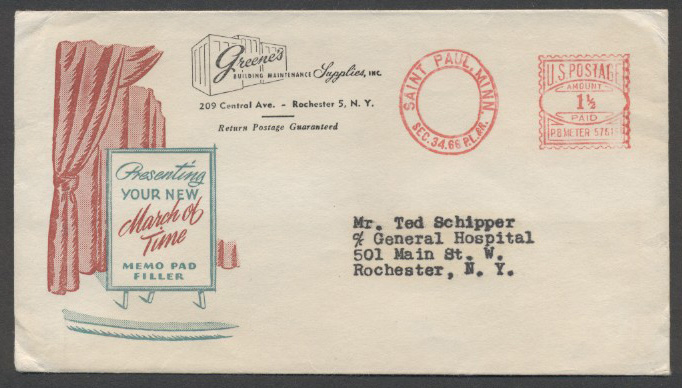 Greene's
BUILDING MAINTENANCE Supplies, INC.
209 Central Ave. - Rochester 5, N. Y.
Return Postage Guaranteed
SAINT PAUL, MINN.
SEC. 34.66 P.L.&R.
U.S. POSTAGE
AMOUNT
1½
PAID
P.B. METER
Presenting
YOUR NEW
March of
Time
MEMO PAD
FILLER
Mr. Ted Schipper
℅ General Hospital
501 Main St. W.
Rochester, N. Y.